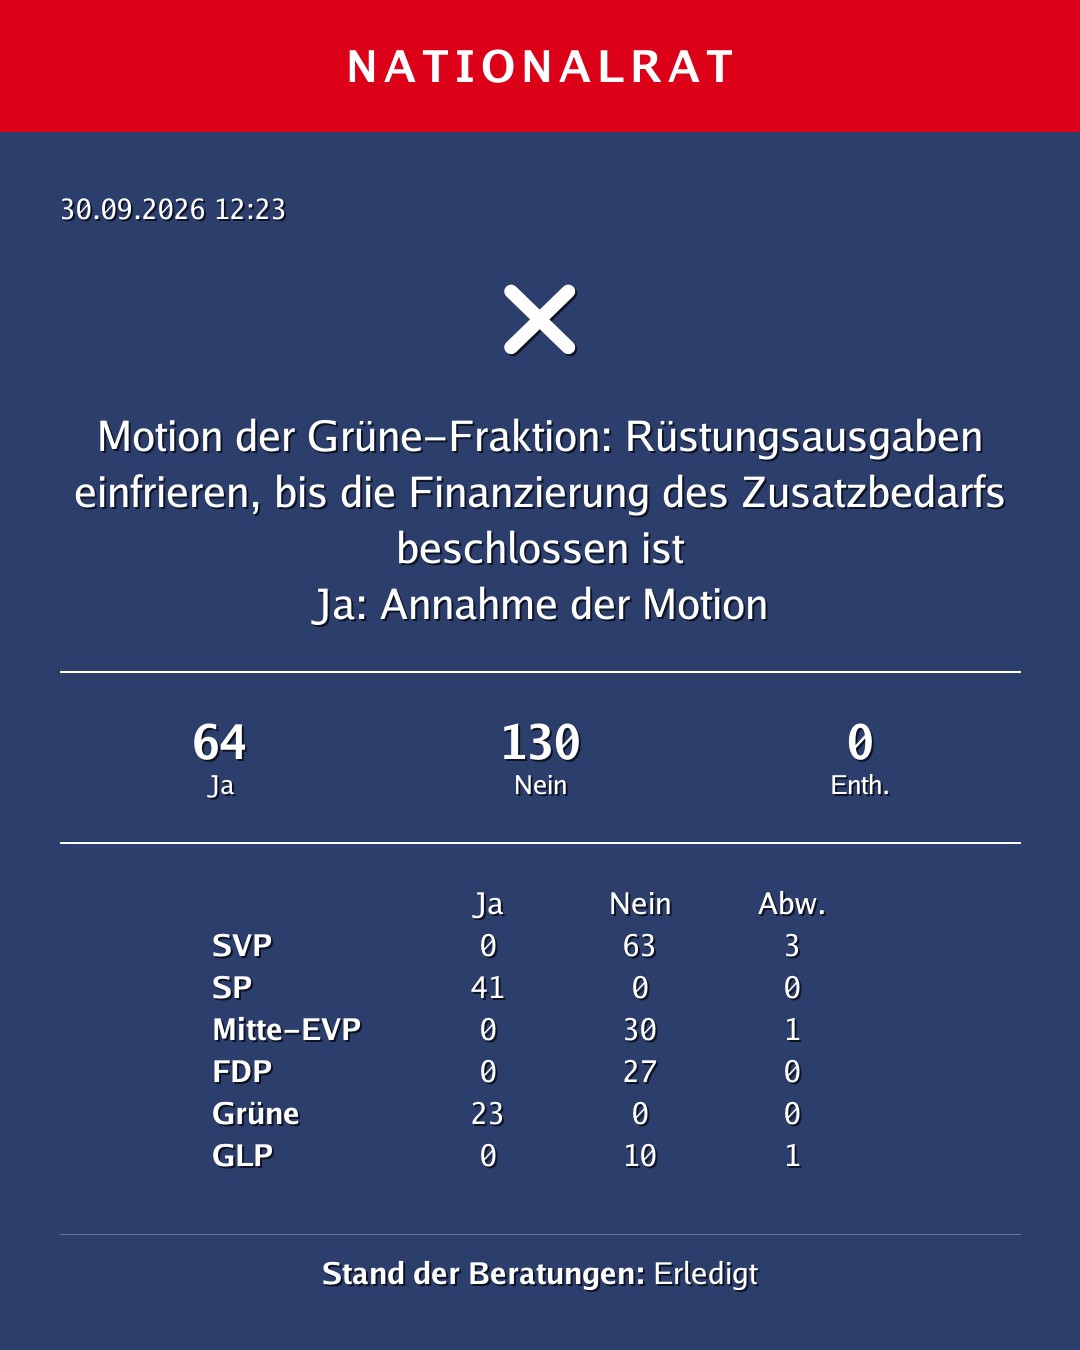 NATIONALRAT
30.09.2026 12:23
Motion der Grüne–Fraktion: Rüstungsausgaben
einfrieren, bis die Finanzierung des Zusatzbedarfs
beschlossen ist
Ja: Annahme der Motion
64 130 0
Ja Nein Enth.
Ja Nein Abw.
SVP 0 63 3
SP 41 0 0
Mitte–EVP 0 30 1
FDP 0 27 0
Grüne 23 0 0
GLP 0 10 1
Stand der Beratungen: Erledigt